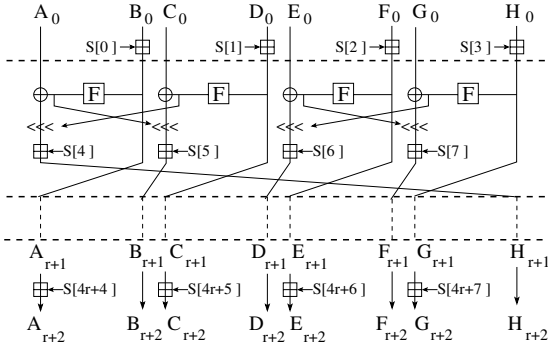 A0 B0 C0 D0 E0 F0 G0 H0
S[0 ] S[1] S[2 ] S[3 ]
F F F F
<<< <<< <<< <<<
S[4 ] S[5 ] S[6 ] S[7 ]
Ar+1 Br+1 Cr+1 Dr+1 Er+1 Fr+1 Gr+1 Hr+1
S[4r+4 ] S[4r+5 ] S[4r+6 ] S[4r+7 ]
Ar+2 Br+2 Cr+2 Dr+2 Er+2 Fr+2 Gr+2 Hr+2